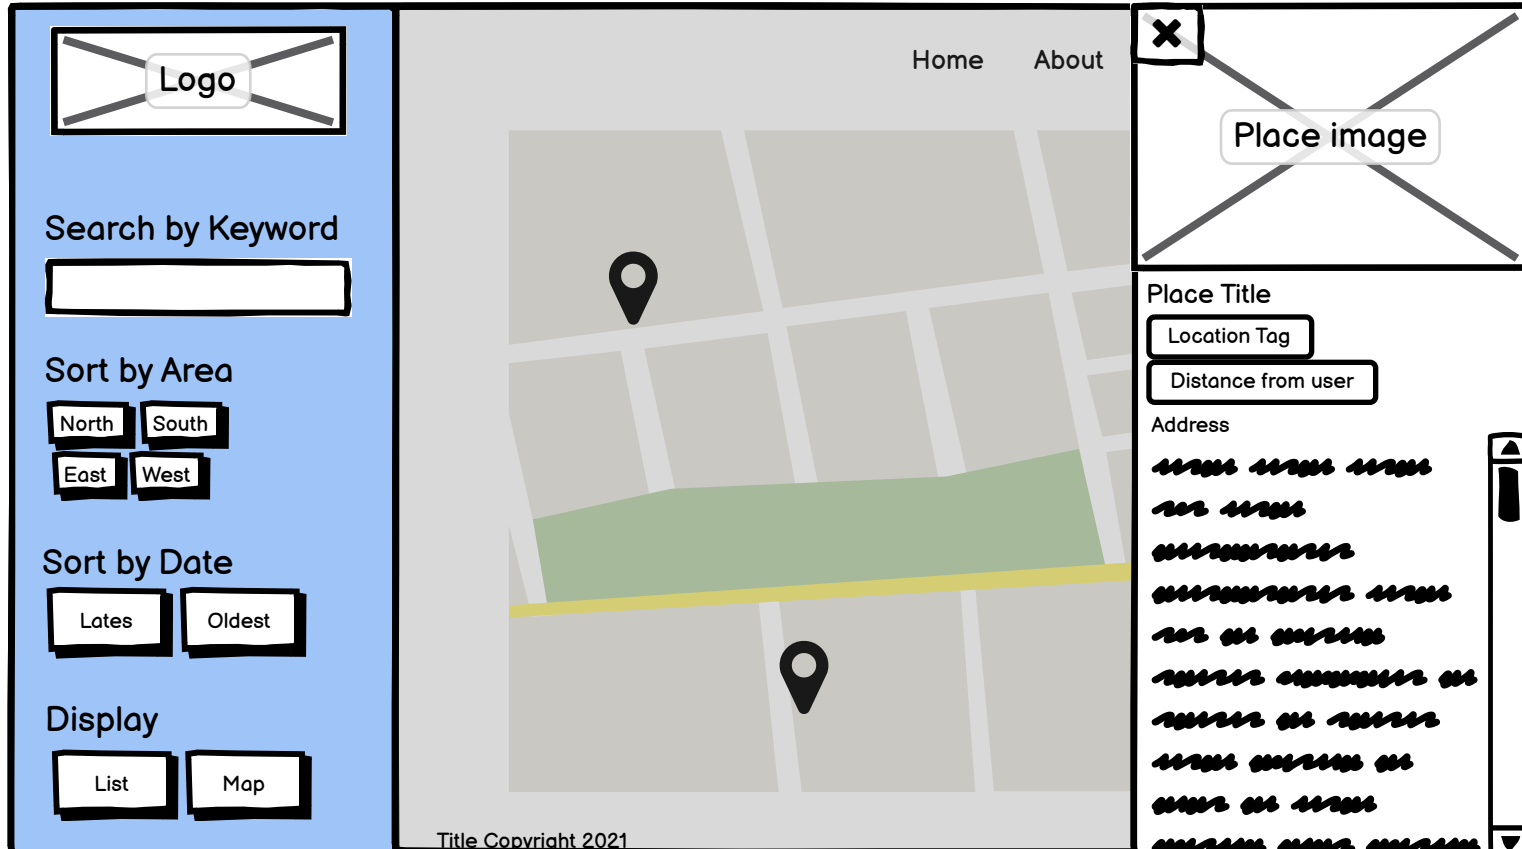 Logo
Search by Keyword
Sort by Area
North South
East West
Sort by Date
Lates Oldest
Display
List Map
Home About
Title Copyright 2021
Place image
Place Title
Location Tag
Distance from user
Address